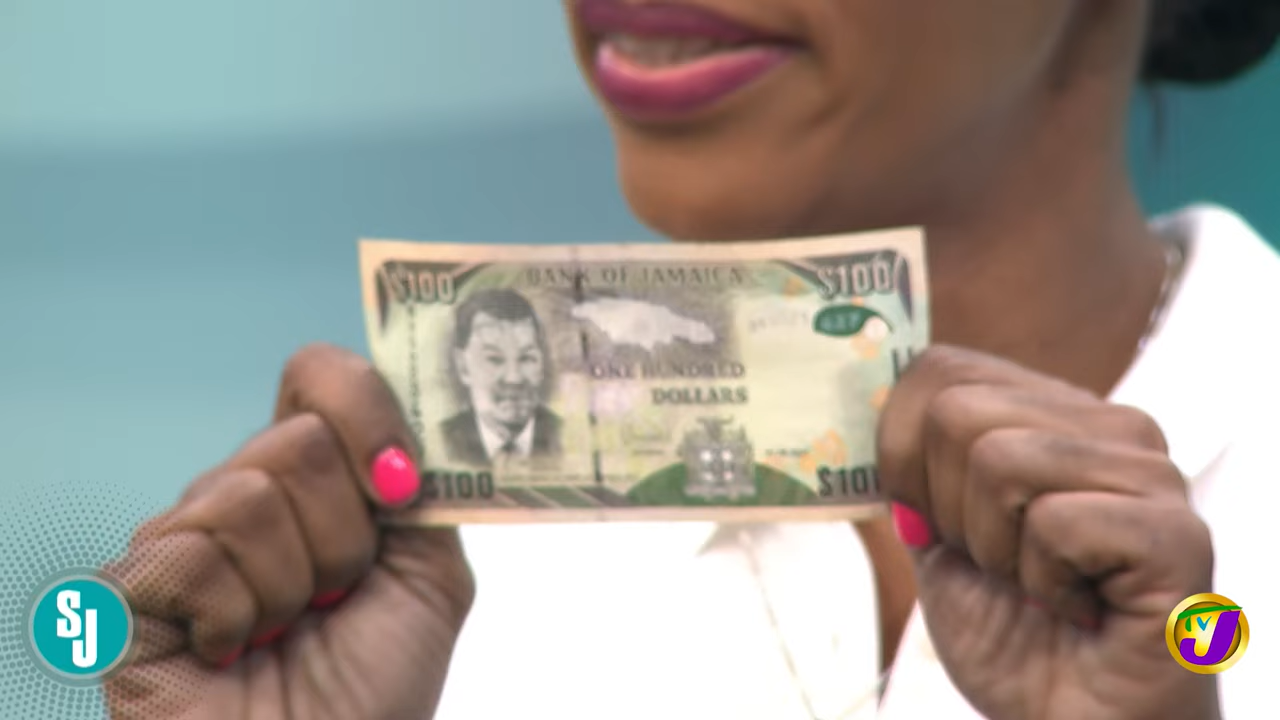 $100
BANK OF JAMAICA
$100
ONE HUNDRED
DOLLARS
$100
$100
SJ
TVJ